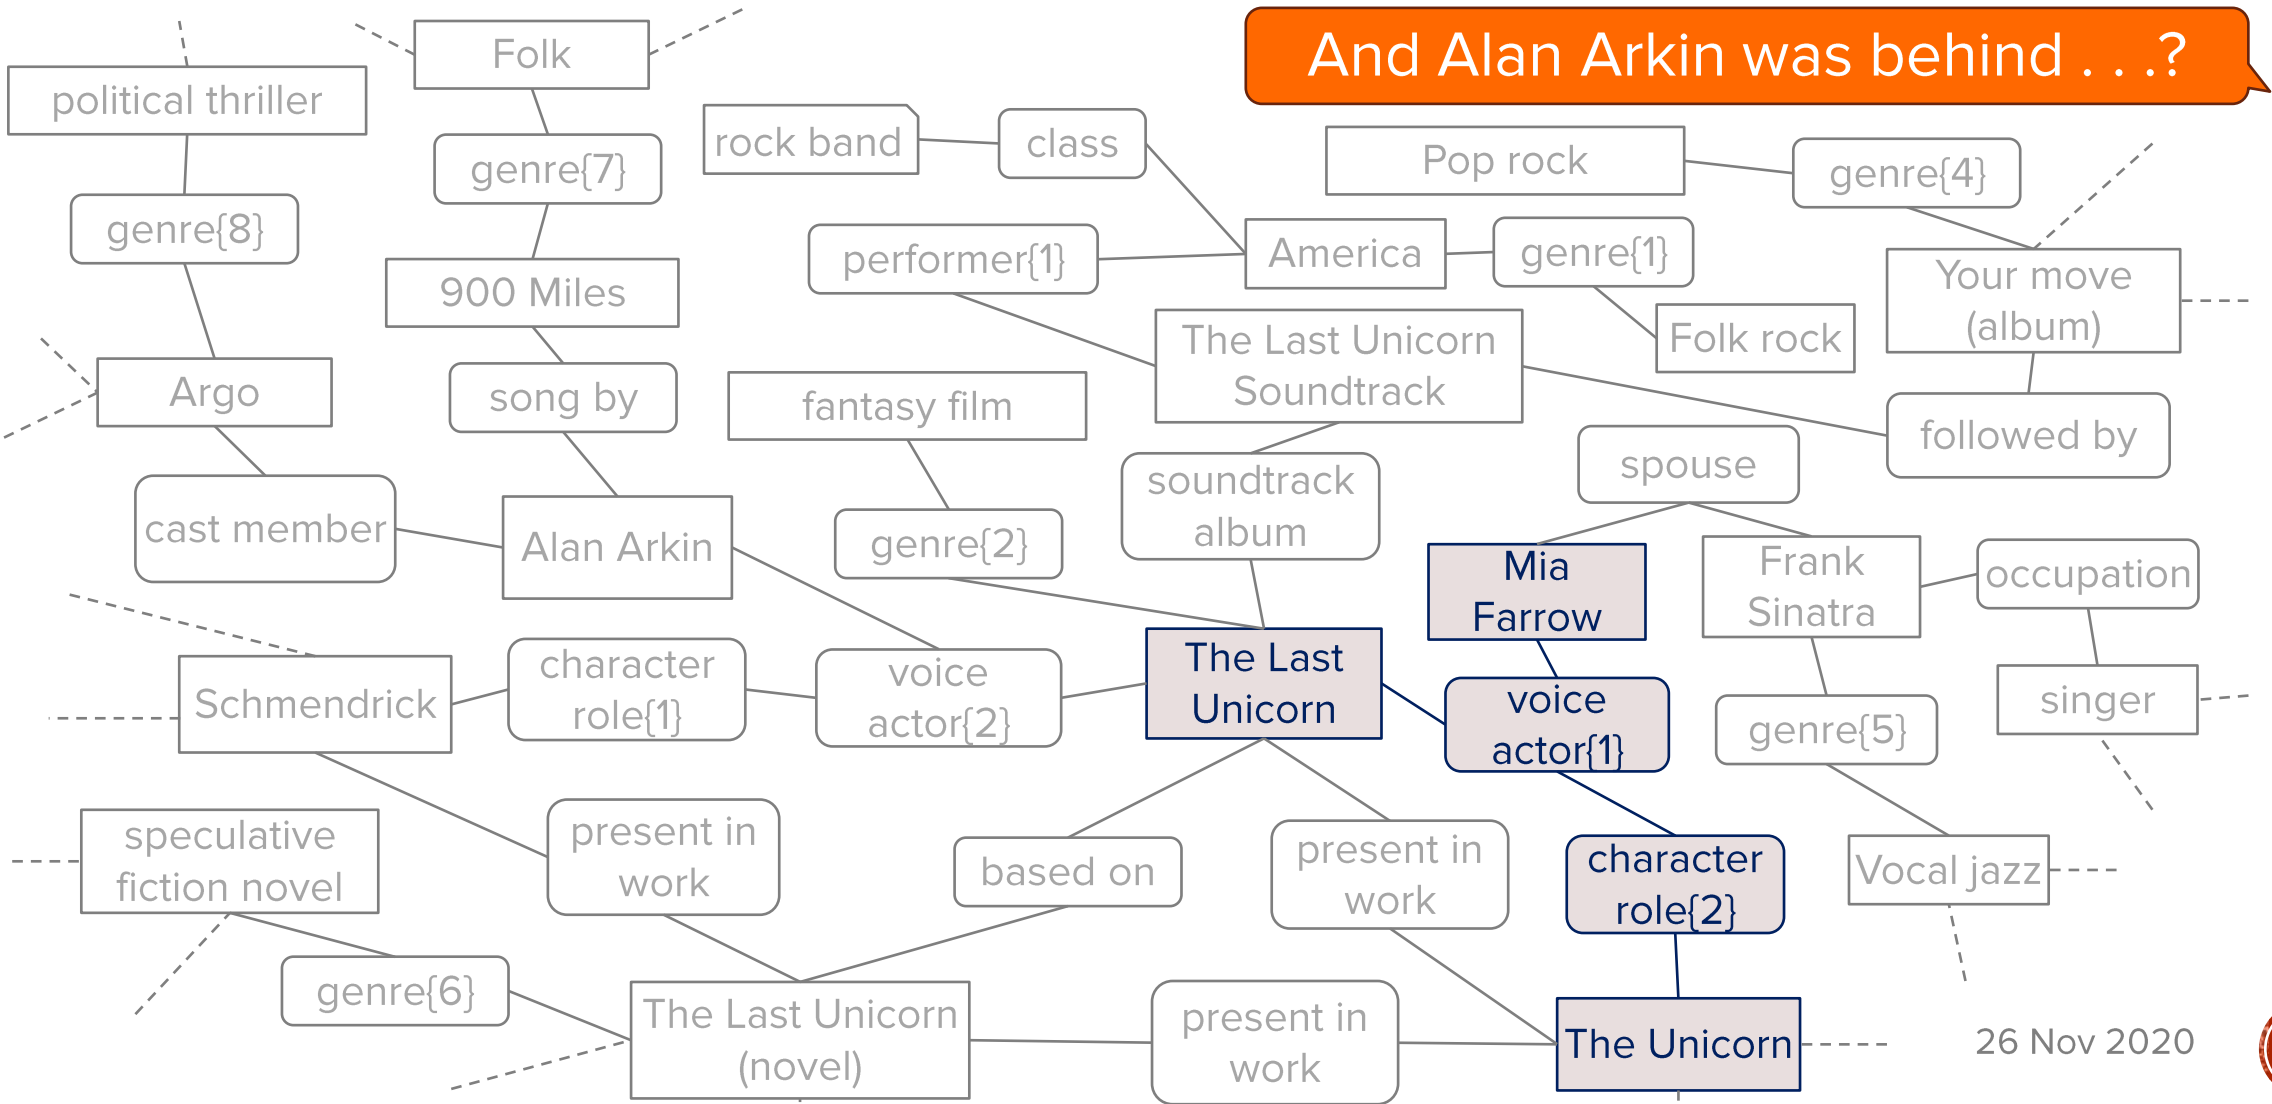 And Alan Arkin was behind . . .?
Folk
political thriller
rock band
class
Pop rock
genre{4}
genre{7}
genre{8}
performer{1}
America
genre{1}
Your move
(album)
900 Miles
The Last Unicorn
Soundtrack
Folk rock
Argo
song by
fantasy film
followed by
spouse
soundtrack
album
cast member
Alan Arkin
genre{2}
Mia
Farrow
Frank
Sinatra
occupation
Schmendrick
character
role{1}
voice
actor{2}
The Last
Unicorn
voice
actor{1}
genre{5}
singer
speculative
fiction novel
present in
work
based on
present in
work
character
role{2}
Vocal jazz
genre{6}
The Last Unicorn
(novel)
present in
work
The Unicorn
26 Nov 2020